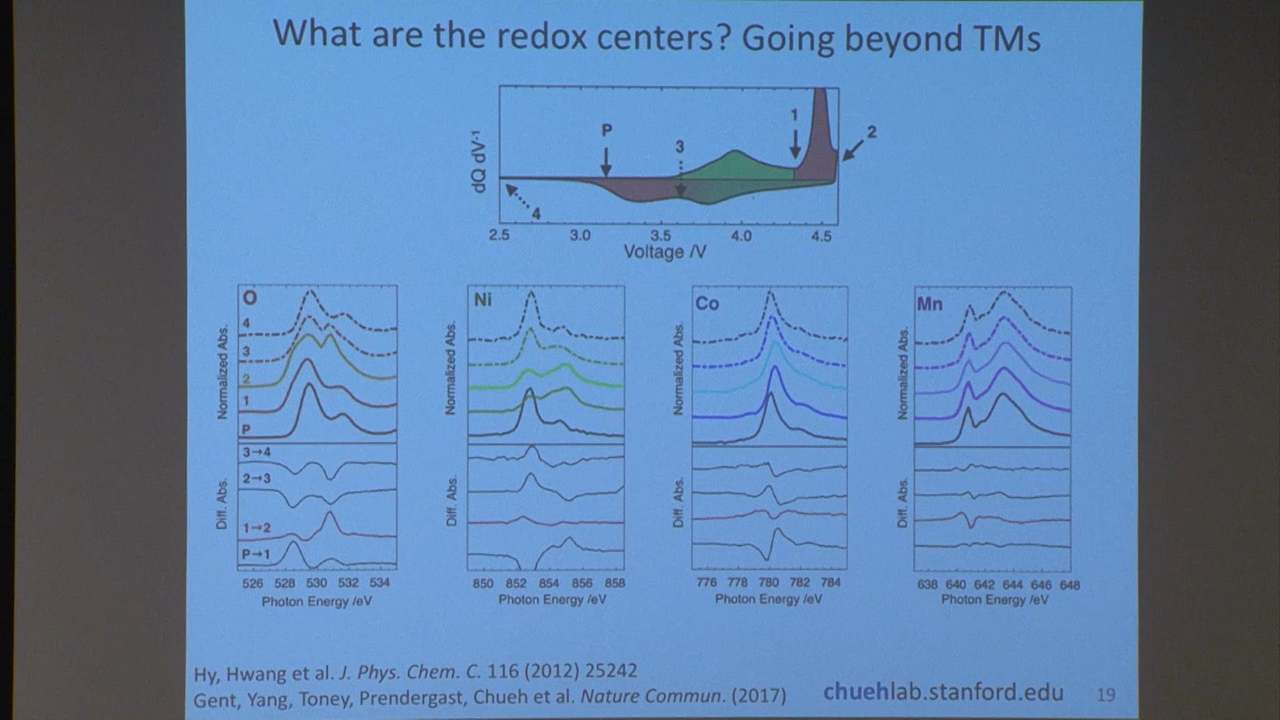 What are the redox centers? Going beyond TMs
dQ dV⁻¹
P
3
1
2
4
2.5 3.0 3.5 4.0 4.5
Voltage /V
O
4
3
2
1
P
Normalized Abs.
3→4
2→3
1→2
P→1
Diff. Abs.
526 528 530 532 534
Photon Energy /eV
Ni
Normalized Abs.
Diff. Abs.
850 852 854 856 858
Photon Energy /eV
Co
Normalized Abs.
Diff. Abs.
776 778 780 782 784
Photon Energy /eV
Mn
Normalized Abs.
Diff. Abs.
638 640 642 644 646 648
Photon Energy /eV
Hy, Hwang et al. J. Phys. Chem. C. 116 (2012) 25242
Gent, Yang, Toney, Prendergast, Chueh et al. Nature Commun. (2017)
chuehlab.stanford.edu 19